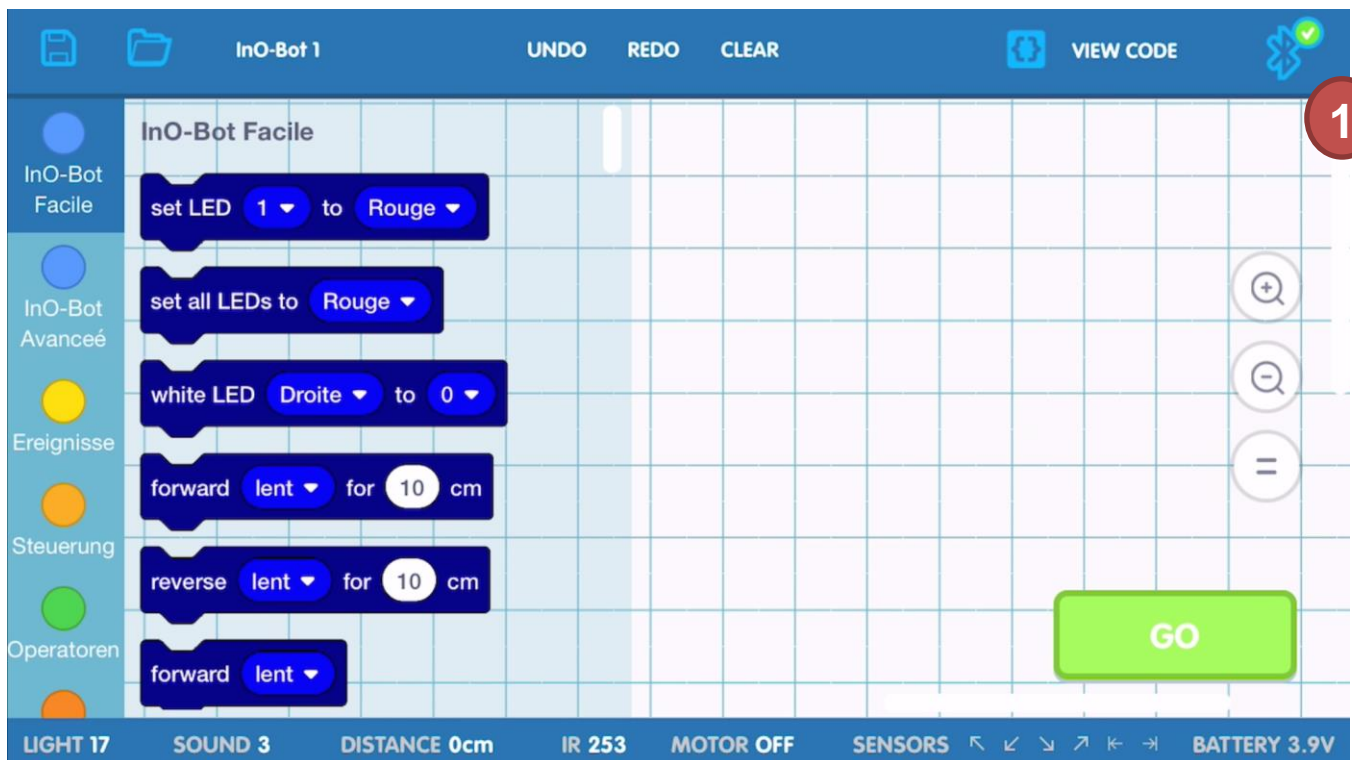 InO-Bot 1 UNDO REDO CLEAR VIEW CODE
1
InO-Bot
Facile
InO-Bot
Avanceé
Ereignisse
Steuerung
Operatoren
InO-Bot Facile
set LED 1 to Rouge
set all LEDs to Rouge
white LED Droite to 0
forward lent for 10 cm
reverse lent for 10 cm
forward lent
GO
LIGHT 17 SOUND 3 DISTANCE 0cm IR 253 MOTOR OFF SENSORS BATTERY 3.9V